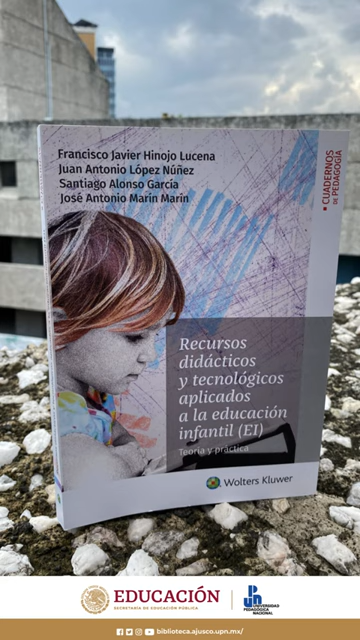 Francisco Javier Hinojo Lucena
Juan Antonio López Núñez
Santiago Alonso García
José Antonio Marín Marín
CUADERNOS
DE PEDAGOGÍA
Recursos
didácticos
y tecnológicos
aplicados
a la educación
infantil (EI)
Teoría y práctica
Wolters Kluwer
EDUCACIÓN
SECRETARÍA DE EDUCACIÓN PÚBLICA
UNIVERSIDAD
PEDAGÓGICA
NACIONAL
biblioteca.ajusco.upn.mx/